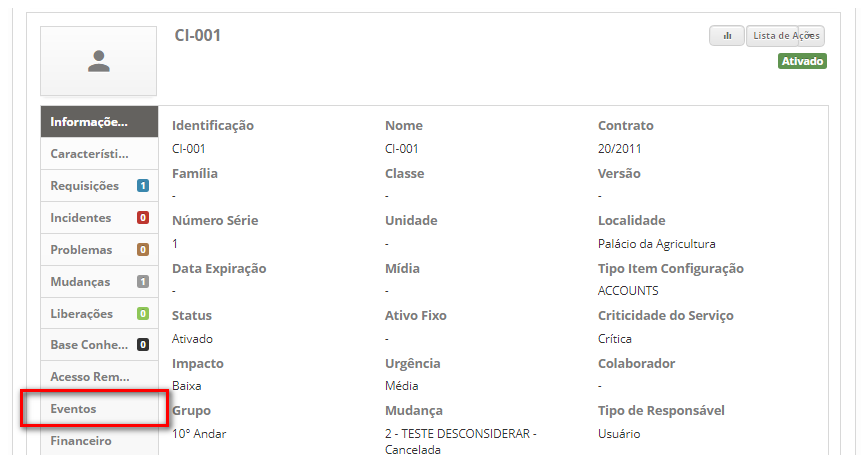 CI-001
Lista de Ações
Ativado
Informaçõe...
Característi...
Requisições 1
Incidentes 0
Problemas 0
Mudanças 1
Liberações 0
Base Conhe... 0
Acesso Rem...
Eventos
Financeiro
Identificação Nome Contrato
CI-001 CI-001 20/2011
Família Classe Versão
- - -
Número Série Unidade Localidade
1 - Palácio da Agricultura
Data Expiração Mídia Tipo Item Configuração
- - ACCOUNTS
Status Ativo Fixo Criticidade do Serviço
Ativado - Crítica
Impacto Urgência Colaborador
Baixa Média -
Grupo Mudança Tipo de Responsável
10° Andar 2 - TESTE DESCONSIDERAR - Usuário
Cancelada